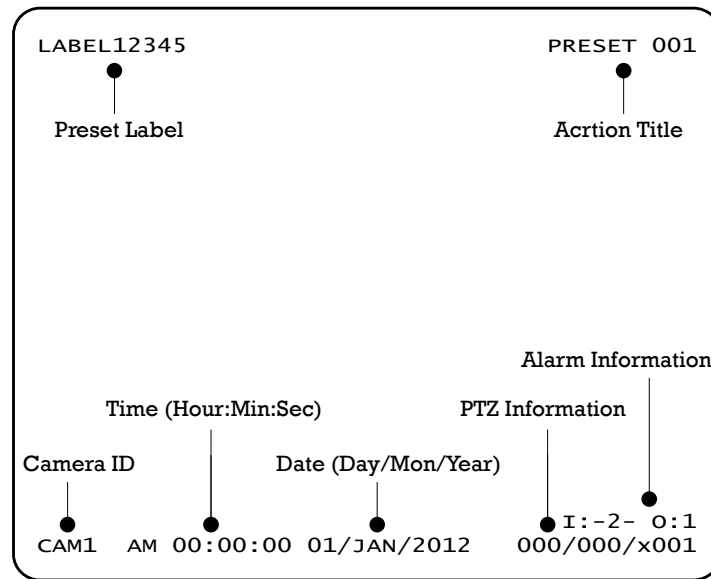 LABEL12345 PRESET 001
Preset Label Acrtion Title
Alarm Information
Time (Hour:Min:Sec) PTZ Information
Camera ID Date (Day/Mon/Year)
I:-2- O:1
CAM1 AM 00:00:00 01/JAN/2012 000/000/x001